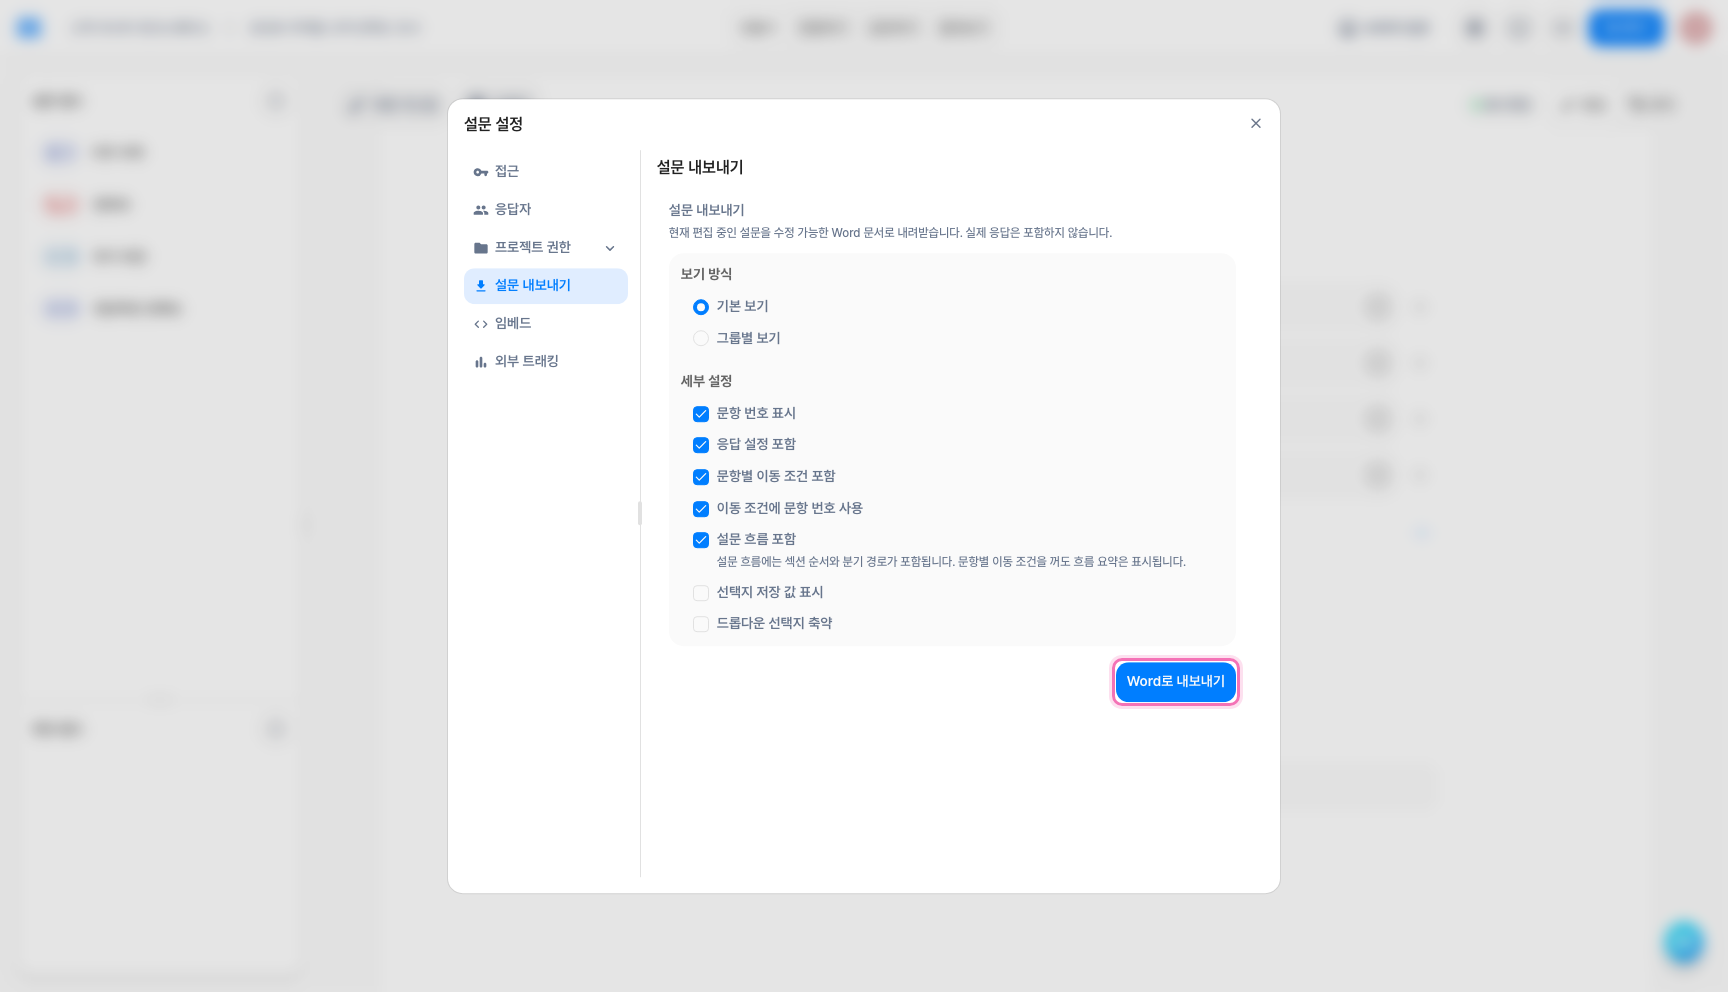 설문 설정
접근
응답자
프로젝트 권한
설문 내보내기
임베드
외부 트래킹
설문 내보내기
설문 내보내기
현재 편집 중인 설문을 수정 가능한 Word 문서로 내려받습니다. 실제 응답은 포함하지 않습니다.
보기 방식
기본 보기
그룹별 보기
세부 설정
문항 번호 표시
응답 설정 포함
문항별 이동 조건 포함
이동 조건에 문항 번호 사용
설문 흐름 포함
설문 흐름에는 섹션 순서와 분기 경로가 포함됩니다. 문항별 이동 조건을 꺼도 흐름 요약은 표시됩니다.
선택지 저장 값 표시
드롭다운 선택지 축약
Word로 내보내기